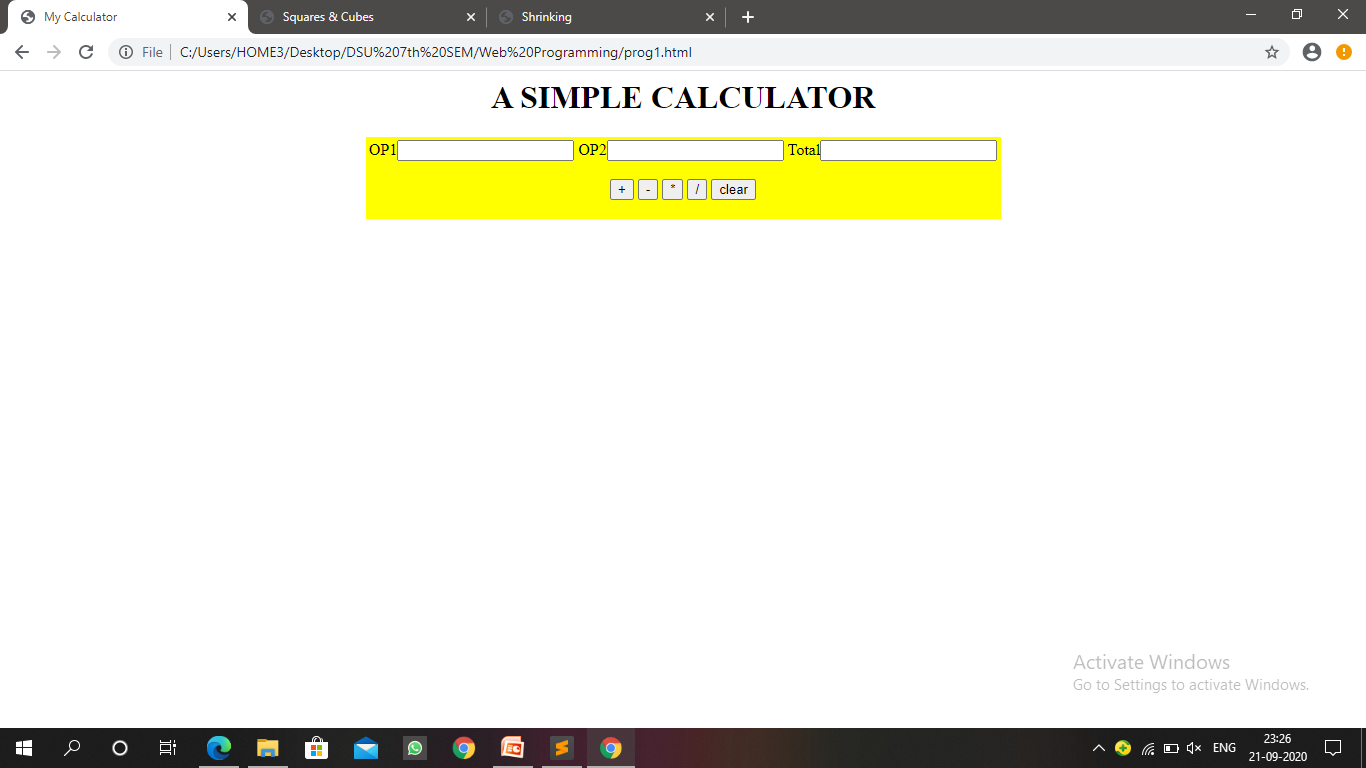 My Calculator
Squares & Cubes
Shrinking
File
C:/Users/HOME3/Desktop/DSU%207th%20SEM/Web%20Programming/prog1.html
A SIMPLE CALCULATOR
OP1 OP2 Total
+ - * / clear
Activate Windows
Go to Settings to activate Windows.
ENG
23:26
21-09-2020